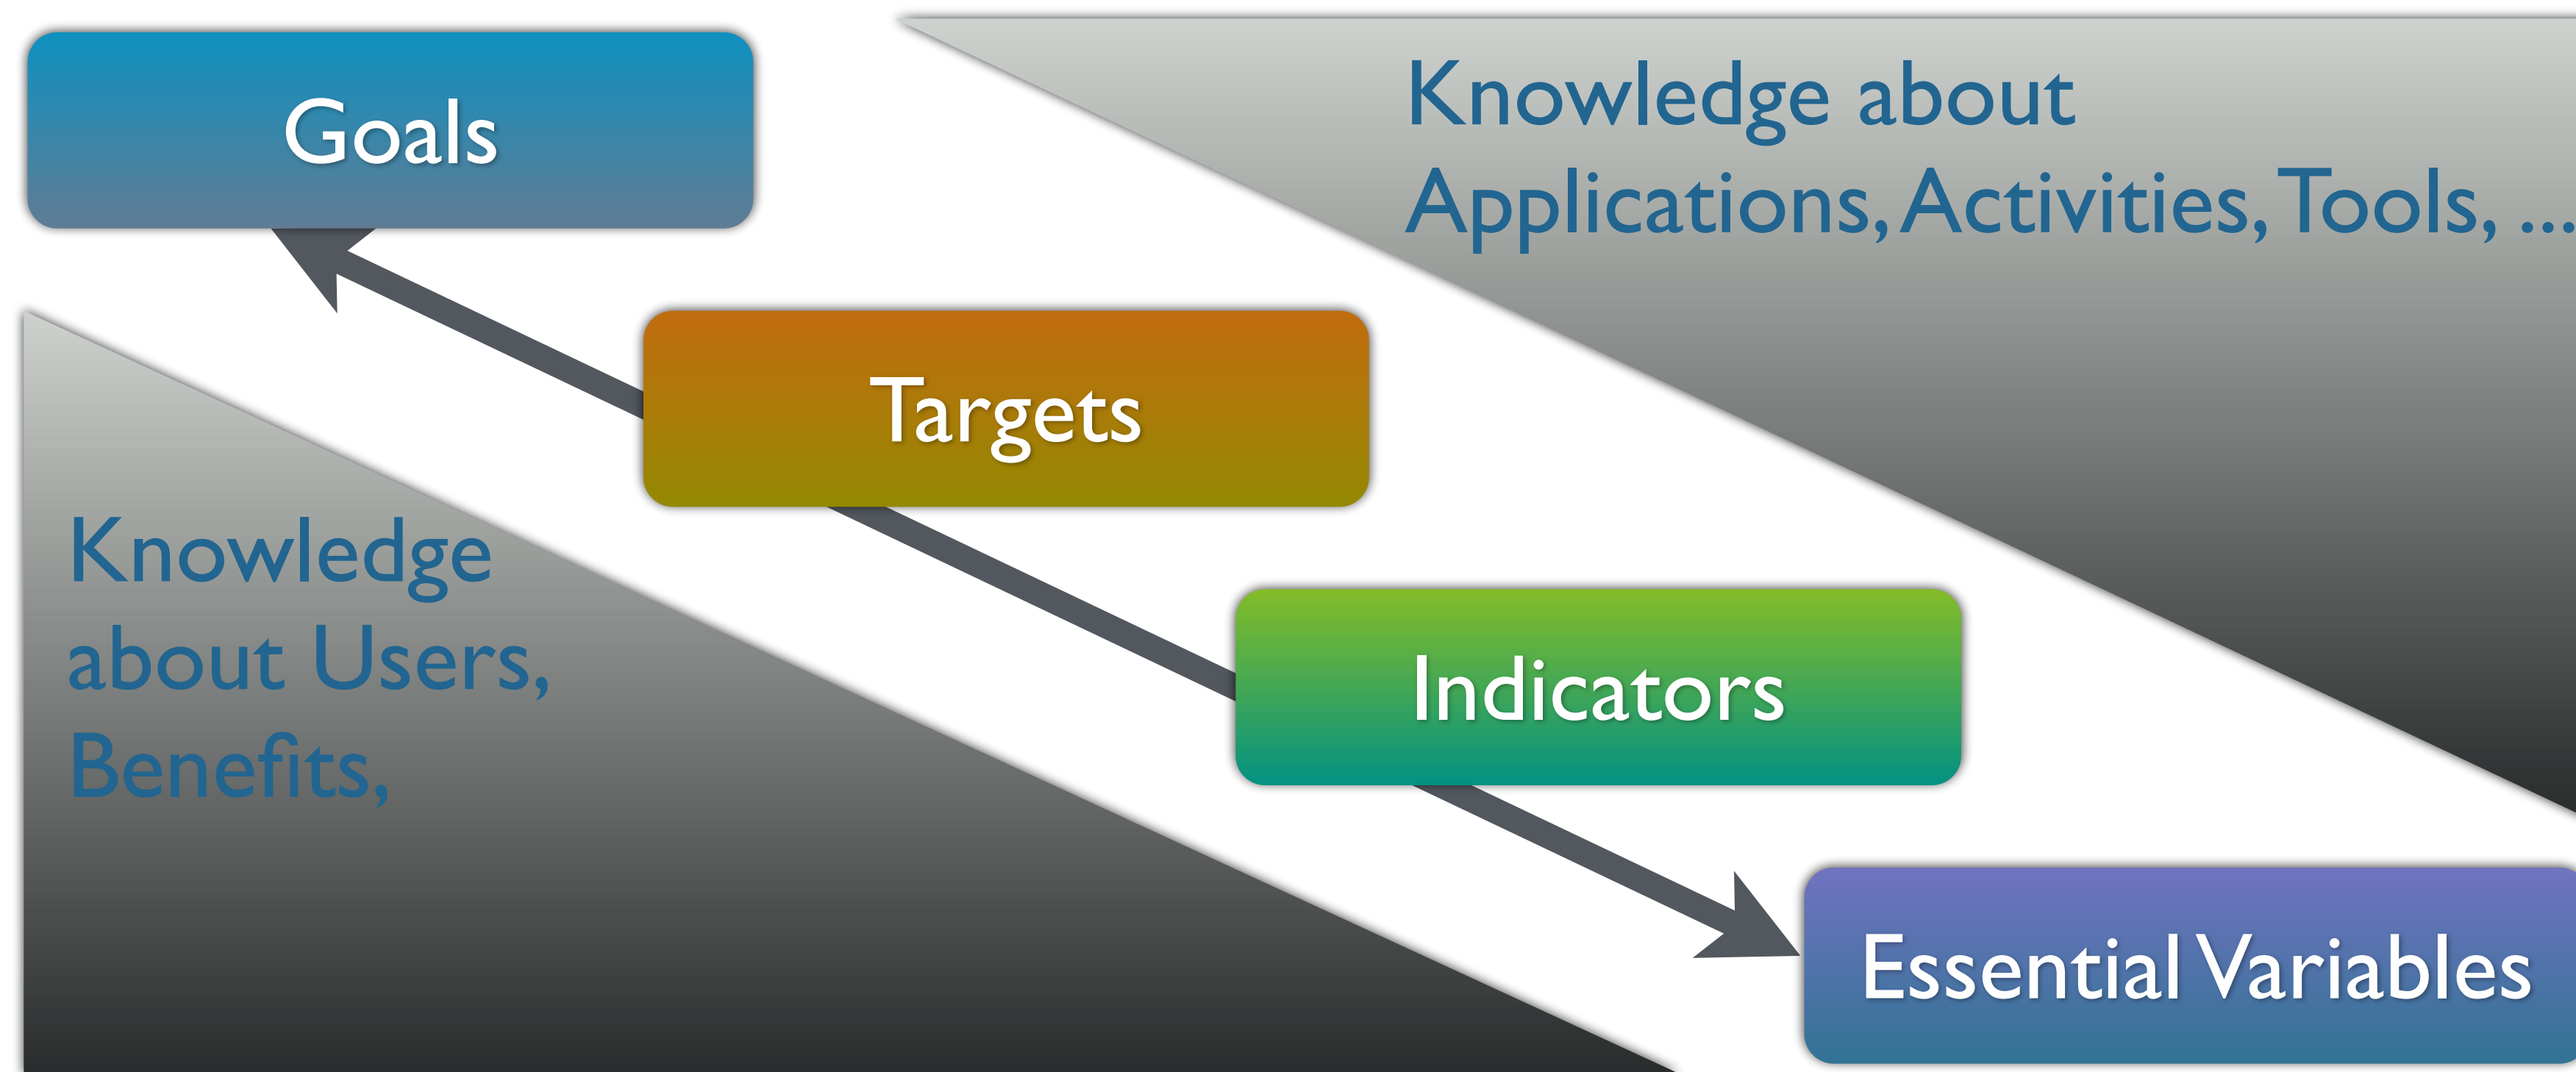 Goals
Knowledge about
Applications, Activities, Tools, ...
Targets
Knowledge
about Users,
Benefits,
Indicators
Essential Variables